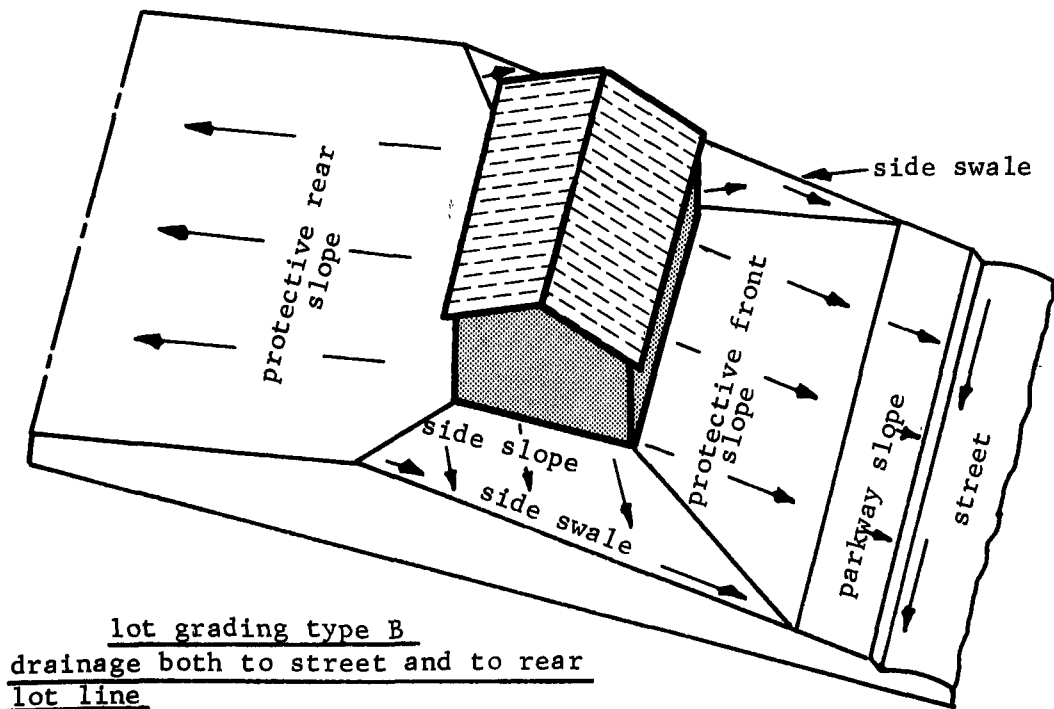 side swale
protective rear
slope
protective front
slope
side slope
side swale
parkway slope
street
lot grading type B
drainage both to street and to rear
lot line